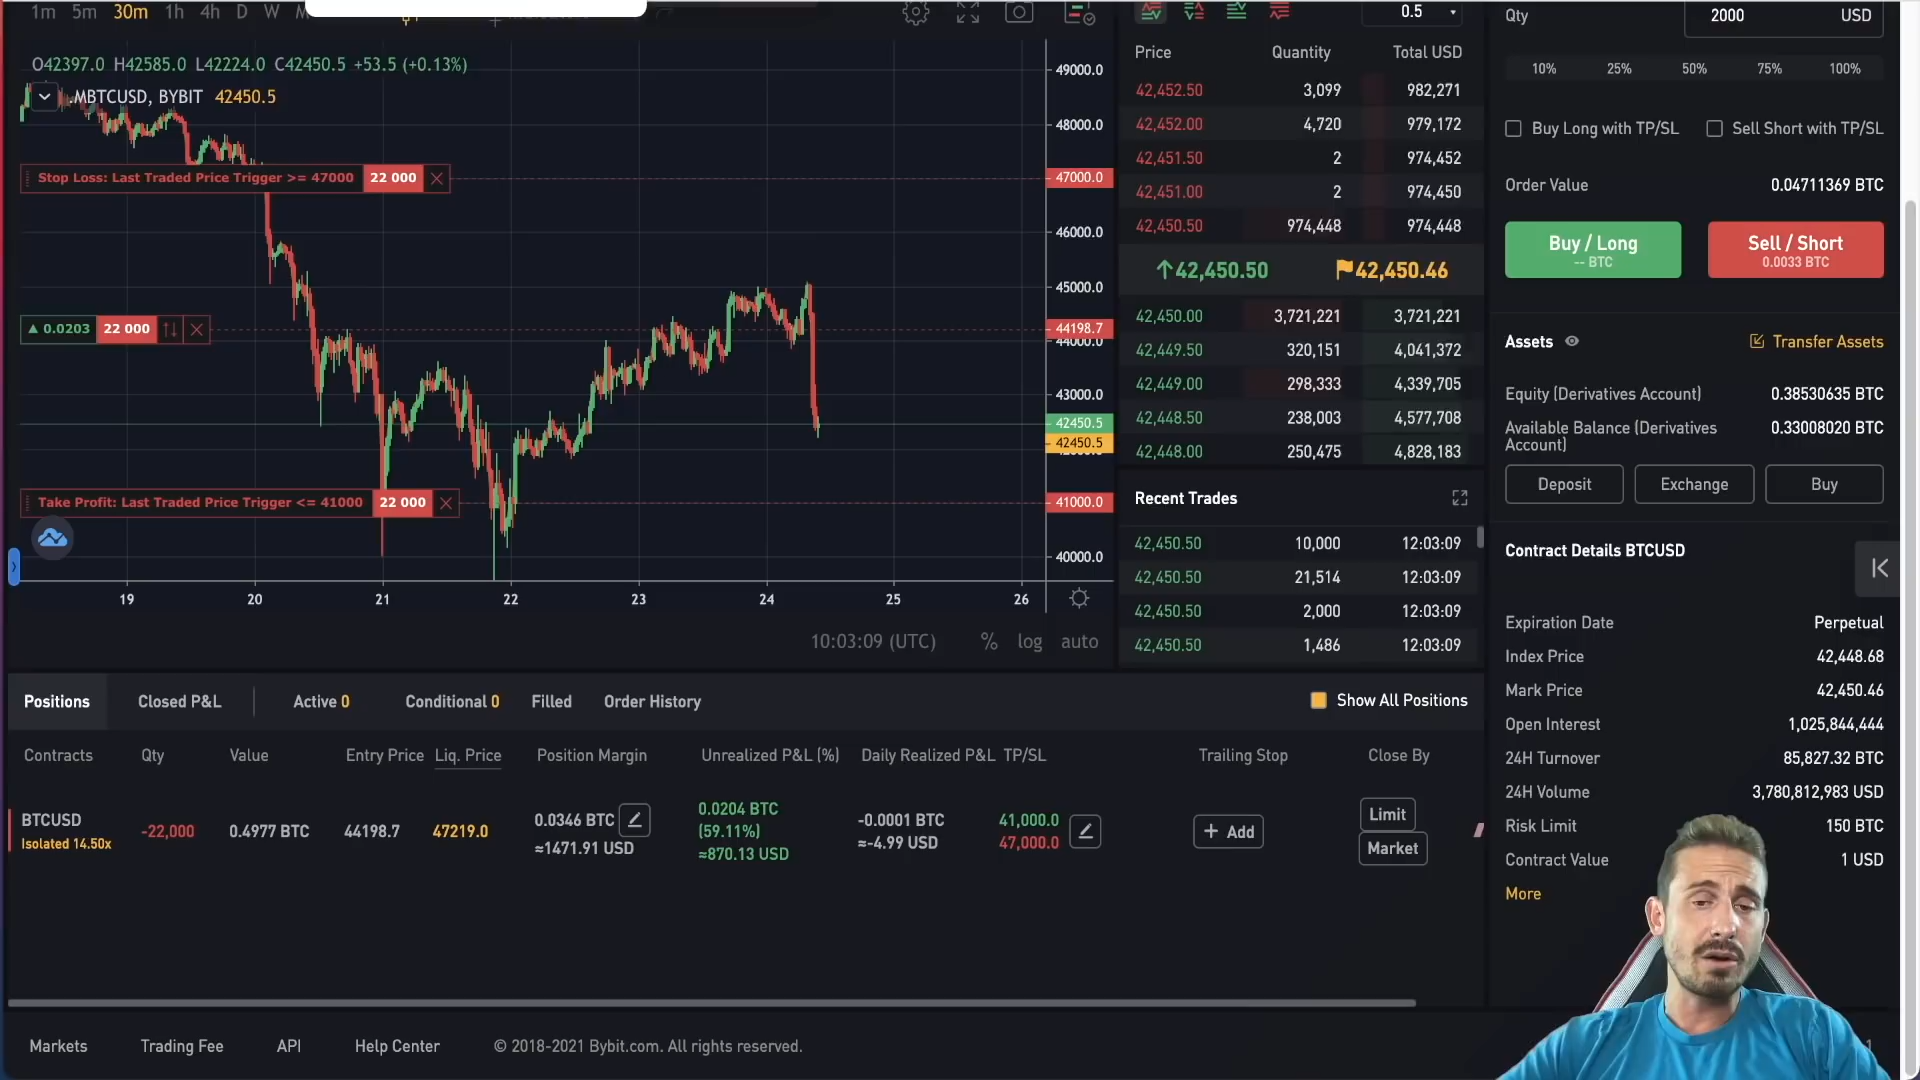 1m 5m 30m 1h 4h D W
O42397.0 H42585.0 L42224.0 C42450.5 +53.5 (+0.13%)
.MBTCUSD, BYBIT 42450.5
Stop Loss: Last Traded Price Trigger >= 47000 22 000
0.0203 22 000
Take Profit: Last Traded Price Trigger <= 41000 22 000
49000.0
48000.0
47000.0
46000.0
45000.0
44198.7
44000.0
43000.0
42450.5
42450.5
41000.0
40000.0
19 20 21 22 23 24 25 26
10:03:09 (UTC) % log auto
0.5
Price Quantity Total USD
42,452.50 3,099 982,271
42,452.00 4,720 979,172
42,451.50 2 974,452
42,451.00 2 974,450
42,450.50 974,448 974,448
42,450.50 42,450.46
42,450.00 3,721,221 3,721,221
42,449.50 320,151 4,041,372
42,449.00 298,333 4,339,705
42,448.50 238,003 4,577,708
42,448.00 250,475 4,828,183
Recent Trades
42,450.50 10,000 12:03:09
42,450.50 21,514 12:03:09
42,450.50 2,000 12:03:09
42,450.50 1,486 12:03:09
Qty 2000 USD
10% 25% 50% 75% 100%
Buy Long with TP/SL Sell Short with TP/SL
Order Value 0.04711369 BTC
Buy / Long
-- BTC
Sell / Short
0.0033 BTC
Assets Transfer Assets
Equity (Derivatives Account) 0.38530635 BTC
Available Balance (Derivatives 0.33008020 BTC
Account)
Deposit Exchange Buy
Contract Details BTCUSD
Expiration Date Perpetual
Index Price 42,448.68
Mark Price 42,450.46
Open Interest 1,025,844,444
24H Turnover 85,827.32 BTC
24H Volume 3,780,812,983 USD
Risk Limit 150 BTC
Contract Value 1 USD
More
Positions Closed P&L Active 0 Conditional 0 Filled Order History Show All Positions
Contracts Qty Value Entry Price Liq. Price Position Margin Unrealized P&L (%) Daily Realized P&L TP/SL Trailing Stop Close By
BTCUSD
Isolated 14.50x
-22,000
0.4977 BTC
44198.7
47219.0
0.0346 BTC
≈1471.91 USD
0.0204 BTC
(59.11%)
≈870.13 USD
-0.0001 BTC
≈-4.99 USD
41,000.0
47,000.0
+ Add
Limit
Market
Markets Trading Fee API Help Center © 2018-2021 Bybit.com. All rights reserved.